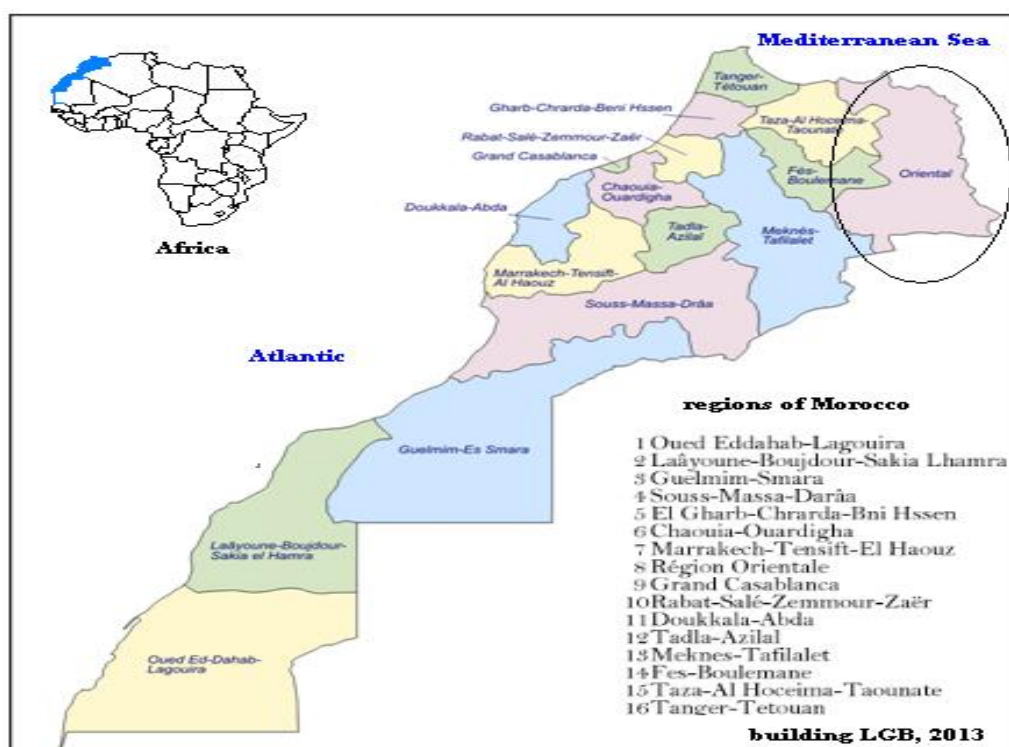 Mediterranean Sea
Tanger-
Tétouan
Gharb-Chrarda-Beni Hssen
Taza-Al Hoceima-
Taounate
Rabat-Salé-Zemmour-Zaër
Grand Casablanca
Fés-
Boulemane
Oriental
Chaouia-
Ouardigha
Doukkala-Abda
Tadla-
Azilal
Meknés-
Tafilalet
Africa
Marrakech-Tensift-
Al Haouz
Souss-Massa-Drâa
Atlantic
Guelmim-Es Smara
Laâyoune-Boujdour-
Sakia el Hamra
Oued Ed-Dahab-
Lagouira
regions of Morocco
1 Oued Eddahab-Lagouira
2 Laâyoune-Boujdour-Sakia Lhamra
3 Guelmim-Smara
4 Souss-Massa-Darâa
5 El Gharb-Chrarda-Bni Hssen
6 Chaouia-Ouardigha
7 Marrakech-Tensift-El Haouz
8 Région Orientale
9 Grand Casablanca
10 Rabat-Salé-Zemmour-Zaër
11 Doukkala-Abda
12 Tadla-Azilal
13 Meknes-Tafilalet
14 Fes-Boulemane
15 Taza-Al Hoceima-Taounate
16 Tanger-Tetouan
building LGB, 2013